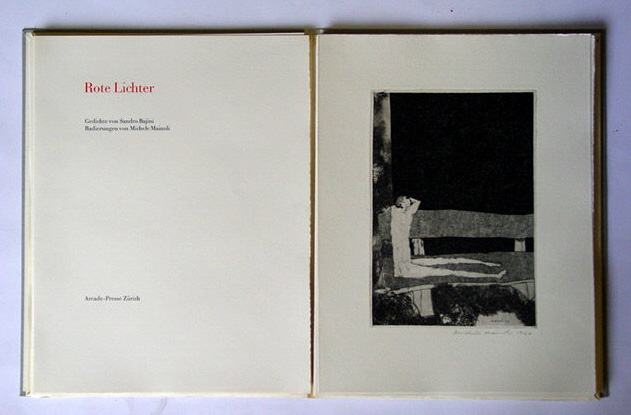 Rote Lichter
Gedichte von Sandro Bajini
Radierungen von Michele Mainoli
Arcade-Presse Zürich